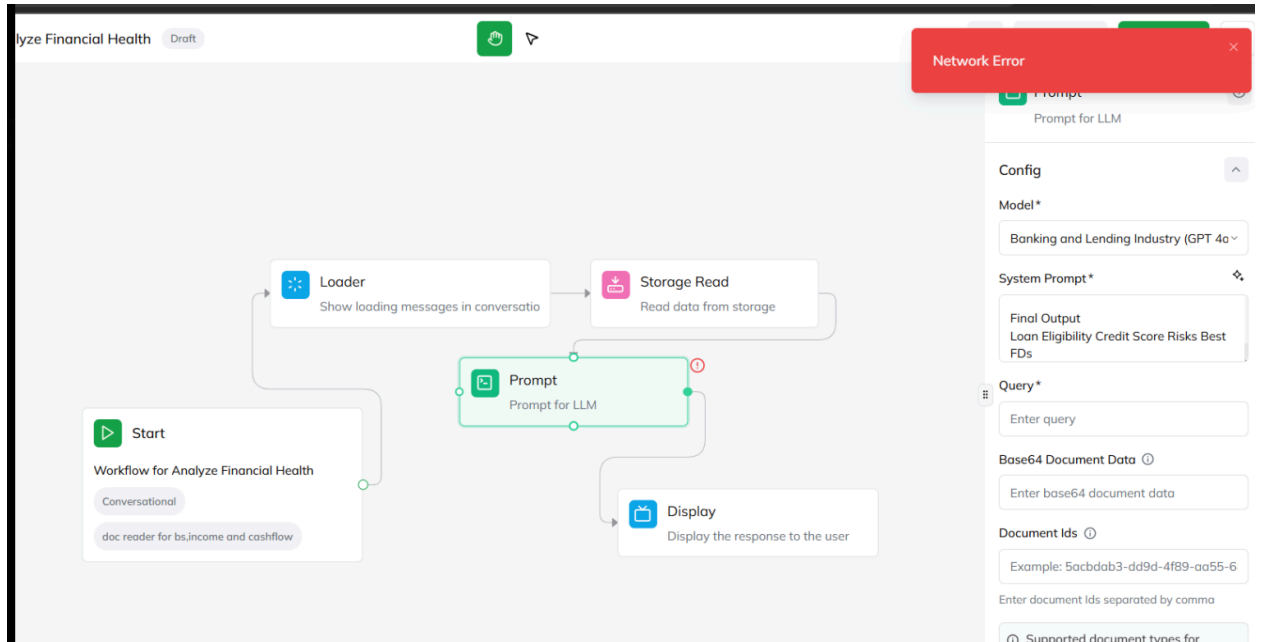 lyze Financial Health Draft
Network Error
Prompt
Prompt for LLM
Config
Model*
Banking and Lending Industry (GPT 4o
System Prompt*
Final Output
Loan Eligibility Credit Score Risks Best
FDs
Query*
Enter query
Base64 Document Data
Enter base64 document data
Document Ids
Example: 5acbdab3-dd9d-4f89-aa55-6
Enter document Ids separated by comma
Supported document types for
Loader
Show loading messages in conversatio
Storage Read
Read data from storage
Prompt
Prompt for LLM
Start
Workflow for Analyze Financial Health
Conversational
doc reader for bs,income and cashflow
Display
Display the response to the user